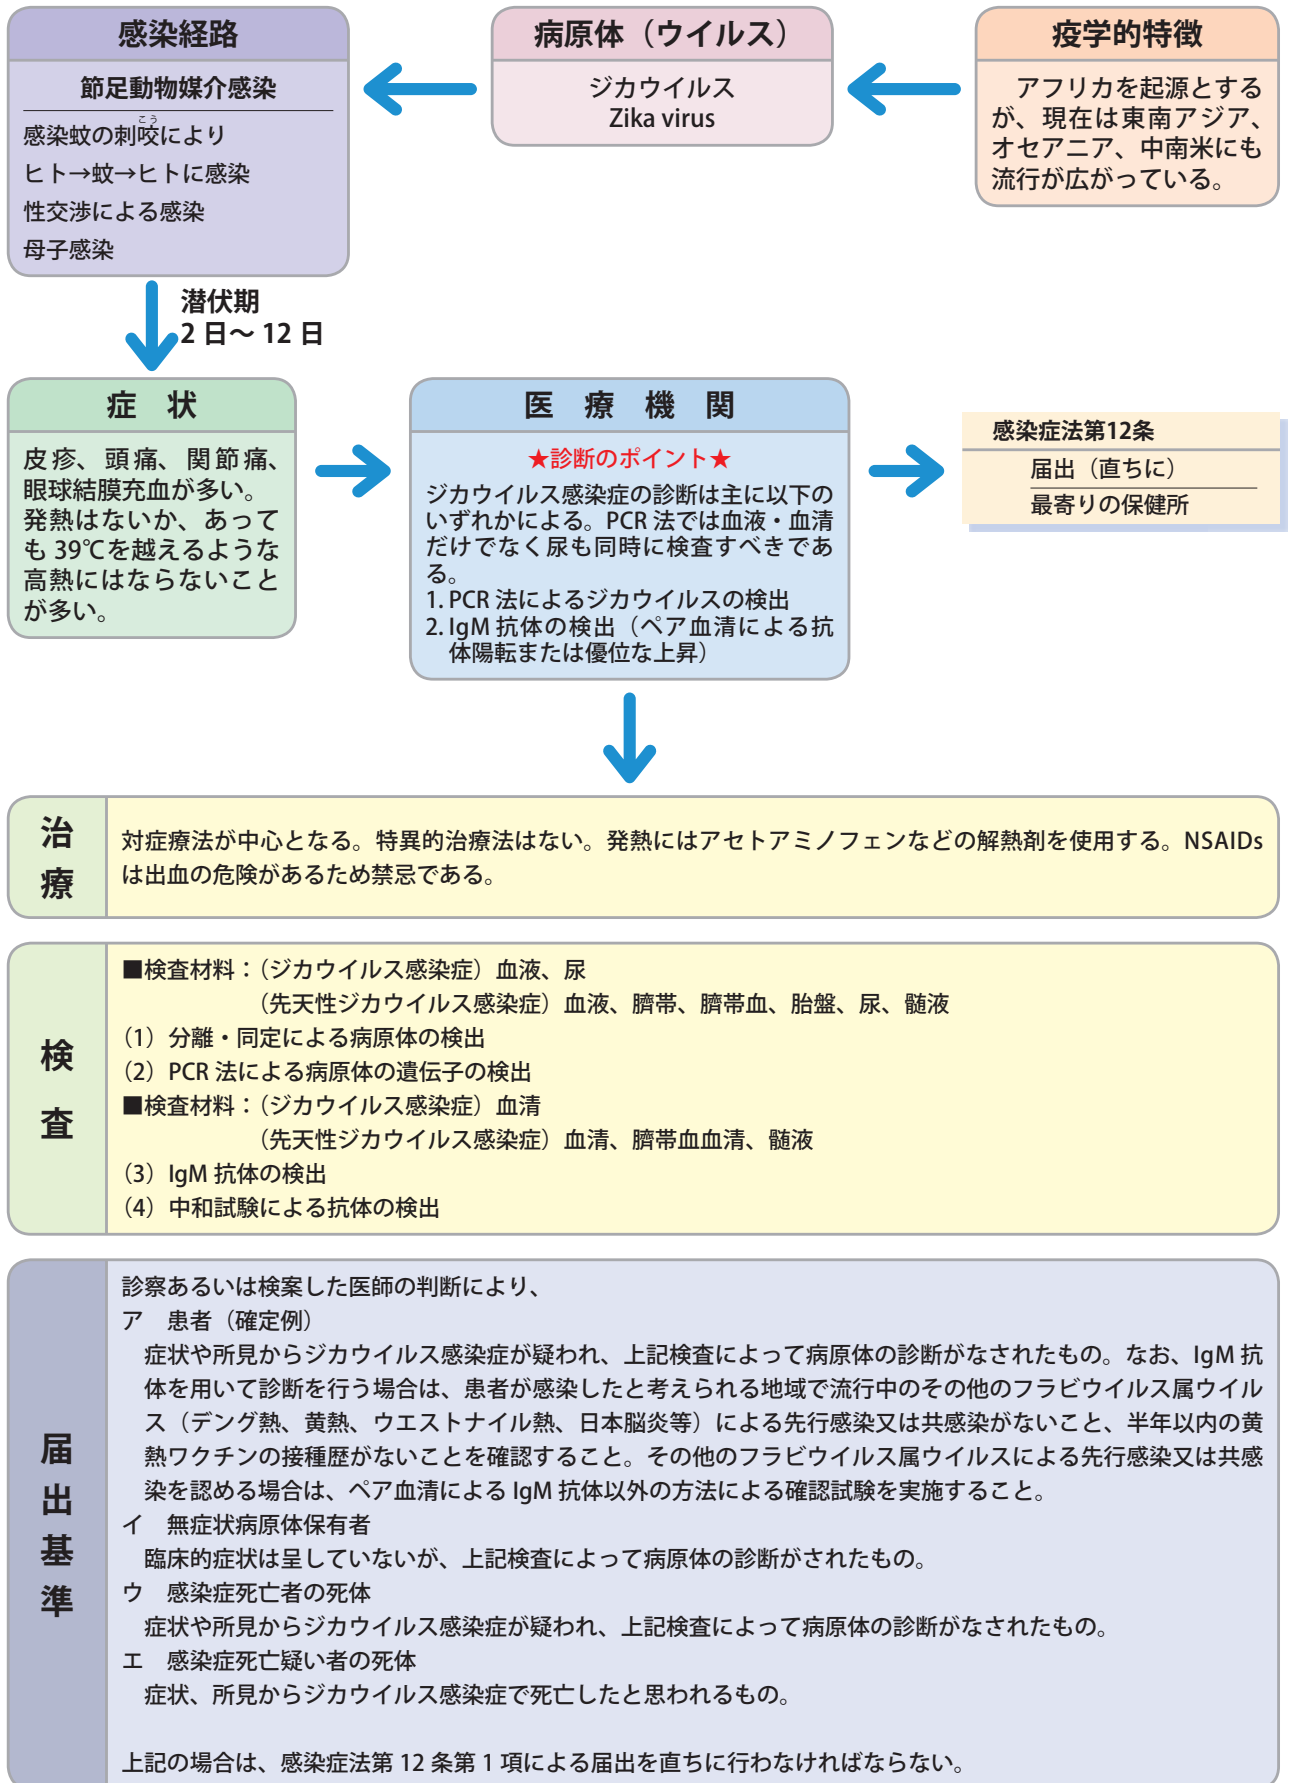 感染経路
節足動物媒介感染
こう
感染蚊の刺咬により
ヒト→蚊→ヒトに感染
性交渉による感染
母子感染
病原体（ウイルス）
ジカウイルス
Zika virus
疫学的特徴
アフリカを起源とする
が、現在は東南アジア、
オセアニア、中南米にも
流行が広がっている。
潜伏期
2 日～ 12 日
症　状
皮疹、頭痛、関節痛、
眼球結膜充血が多い。
発熱はないか、あって
も 39℃を越えるような
高熱にはならないこと
が多い。
医　療　機　関
★診断のポイント★
ジカウイルス感染症の診断は主に以下の
いずれかによる。PCR 法では血液・血清
だけでなく尿も同時に検査すべきであ
る。
1. PCR 法によるジカウイルスの検出
2. IgM 抗体の検出（ペア血清による抗
体陽転または優位な上昇）
感染症法第12条
届出（直ちに）
最寄りの保健所
治療
対症療法が中心となる。特異的治療法はない。発熱にはアセトアミノフェンなどの解熱剤を使用する。NSAIDs
は出血の危険があるため禁忌である。
検査
■検査材料：（ジカウイルス感染症）血液、尿
（先天性ジカウイルス感染症）血液、臍帯、臍帯血、胎盤、尿、髄液
（1）分離・同定による病原体の検出
（2）PCR 法による病原体の遺伝子の検出
■検査材料：（ジカウイルス感染症）血清
（先天性ジカウイルス感染症）血清、臍帯血血清、髄液
（3）IgM 抗体の検出
（4）中和試験による抗体の検出
届出基準
診察あるいは検案した医師の判断により、
ア　患者（確定例）
症状や所見からジカウイルス感染症が疑われ、上記検査によって病原体の診断がなされたもの。なお、IgM 抗
体を用いて診断を行う場合は、患者が感染したと考えられる地域で流行中のその他のフラビウイルス属ウイル
ス（デング熱、黄熱、ウエストナイル熱、日本脳炎等）による先行感染又は共感染がないこと、半年以内の黄
熱ワクチンの接種歴がないことを確認すること。その他のフラビウイルス属ウイルスによる先行感染又は共感
染を認める場合は、ペア血清による IgM 抗体以外の方法による確認試験を実施すること。
イ　無症状病原体保有者
臨床的症状は呈していないが、上記検査によって病原体の診断がされたもの。
ウ　感染症死亡者の死体
症状や所見からジカウイルス感染症が疑われ、上記検査によって病原体の診断がなされたもの。
エ　感染症死亡疑い者の死体
症状、所見からジカウイルス感染症で死亡したと思われるもの。
上記の場合は、感染症法第 12 条第 1 項による届出を直ちに行わなければならない。